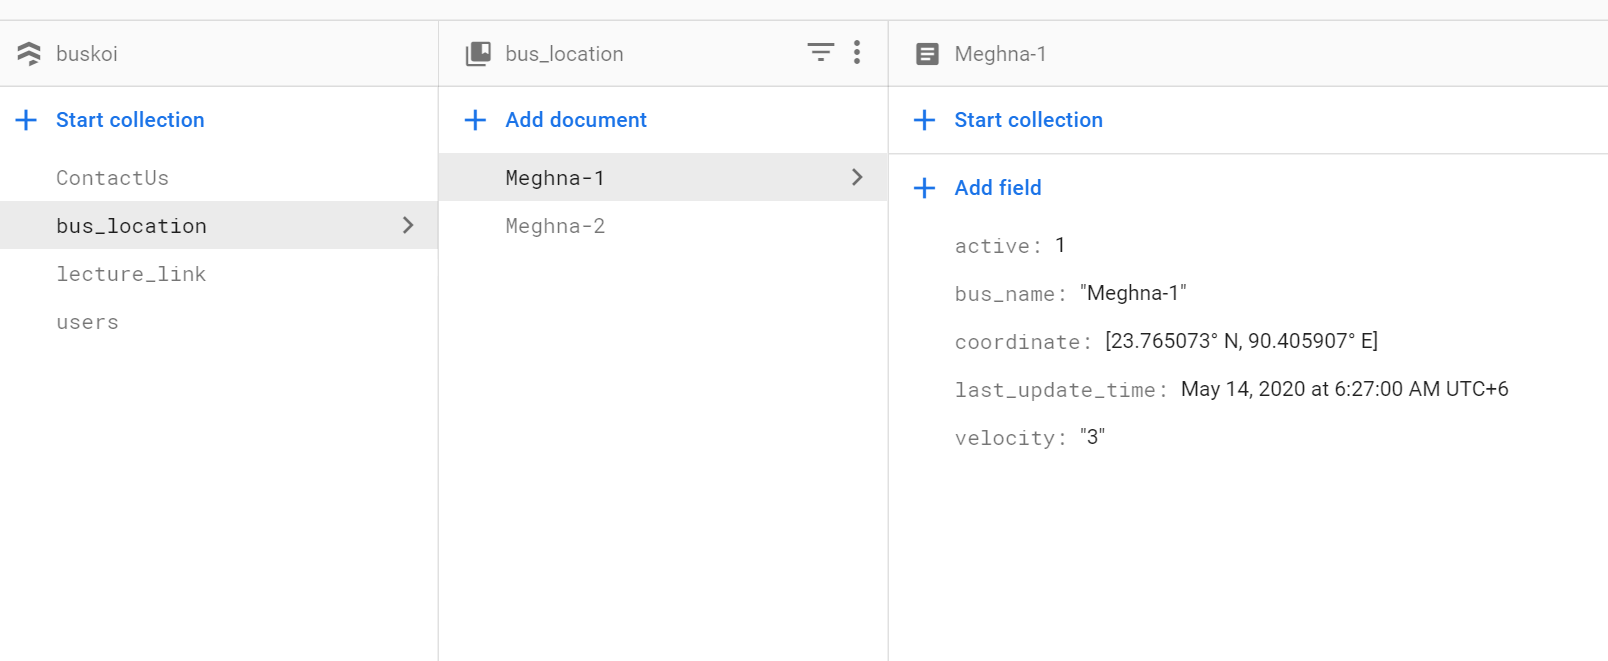 buskoi
Start collection
ContactUs
bus_location
lecture_link
users
bus_location
Add document
Meghna-1
Meghna-2
Meghna-1
Start collection
Add field
active: 1
bus_name: "Meghna-1"
coordinate: [23.765073° N, 90.405907° E]
last_update_time: May 14, 2020 at 6:27:00 AM UTC+6
velocity: "3"